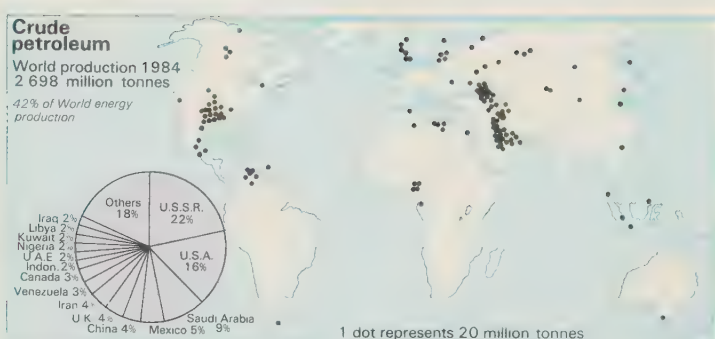 Crude
petroleum
World production 1984
2 698 million tonnes
42% of World energy
production
Others
18%
U.S.S.R.
22%
U.S.A.
16%
Saudi Arabia
9%
Mexico 5%
China 4%
U K 4%
Iran 4%
Venezuela 3%
Canada 3%
Indon. 2%
U A.E 2%
Nigeria 2%
Kuwait 2%
Libya 2%
Iraq 2%
1 dot represents 20 million tonnes